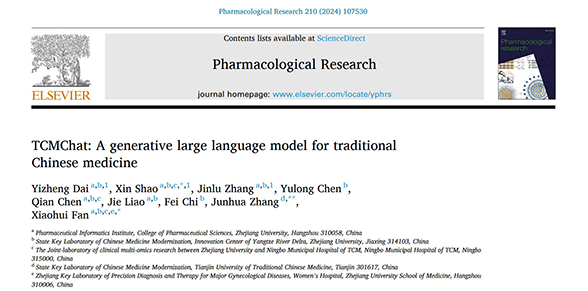 Pharmacological Research 210 (2024) 107530
Contents lists available at ScienceDirect
Pharmacological Research
journal homepage: www.elsevier.com/locate/yphrs
ELSEVIER
Pharmacological
research
TCMChat: A generative large language model for traditional
Chinese medicine
Yizheng Dai a,b,1, Xin Shao a,b,c,*,1, Jinlu Zhang a,b,1, Yulong Chen b,
Qian Chen a,b,c, Jie Liao a,b, Fei Chi b, Junhua Zhang d,**,
Xiaohui Fan a,b,c,e,*
a Pharmaceutical Informatics Institute, College of Pharmaceutical Sciences, Zhejiang University, Hangzhou 310058, China
b State Key Laboratory of Chinese Medicine Modernization, Innovation Center of Yangtze River Delta, Zhejiang University, Jiaxing 314103, China
c The Joint-laboratory of clinical multi-omics research between Zhejiang University and Ningbo Municipal Hospital of TCM, Ningbo Municipal Hospital of TCM, Ningbo
315000, China
d State Key Laboratory of Chinese Medicine Modernization, Tianjin University of Traditional Chinese Medicine, Tianjin 301617, China
e Zhejiang Key Laboratory of Precision Diagnosis and Therapy for Major Gynecological Diseases, Women's Hospital, Zhejiang University School of Medicine, Hangzhou
310006, China